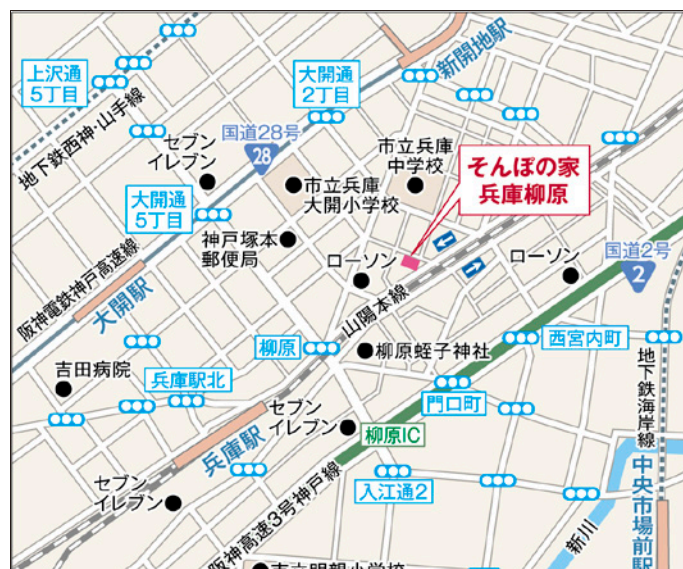 上沢通
5丁目
地下鉄西神・山手線
大開通
2丁目
新開地駅
国道28号
28
セブン
イレブン
市立兵庫
大開小学校
市立兵庫
中学校
そんぽの家
兵庫柳原
大開通
5丁目
神戸塚本
郵便局
ローソン
ローソン
国道2号
2
阪神電鉄神戸高速線
大開駅
山陽本線
柳原
柳原蛭子神社
西宮内町
吉田病院
兵庫駅北
門口町
地下鉄海岸線
セブン
イレブン
柳原IC
兵庫駅
セブン
イレブン
入江通2
阪神高速3号神戸線
新川
中央市場前駅
市立明親小学校